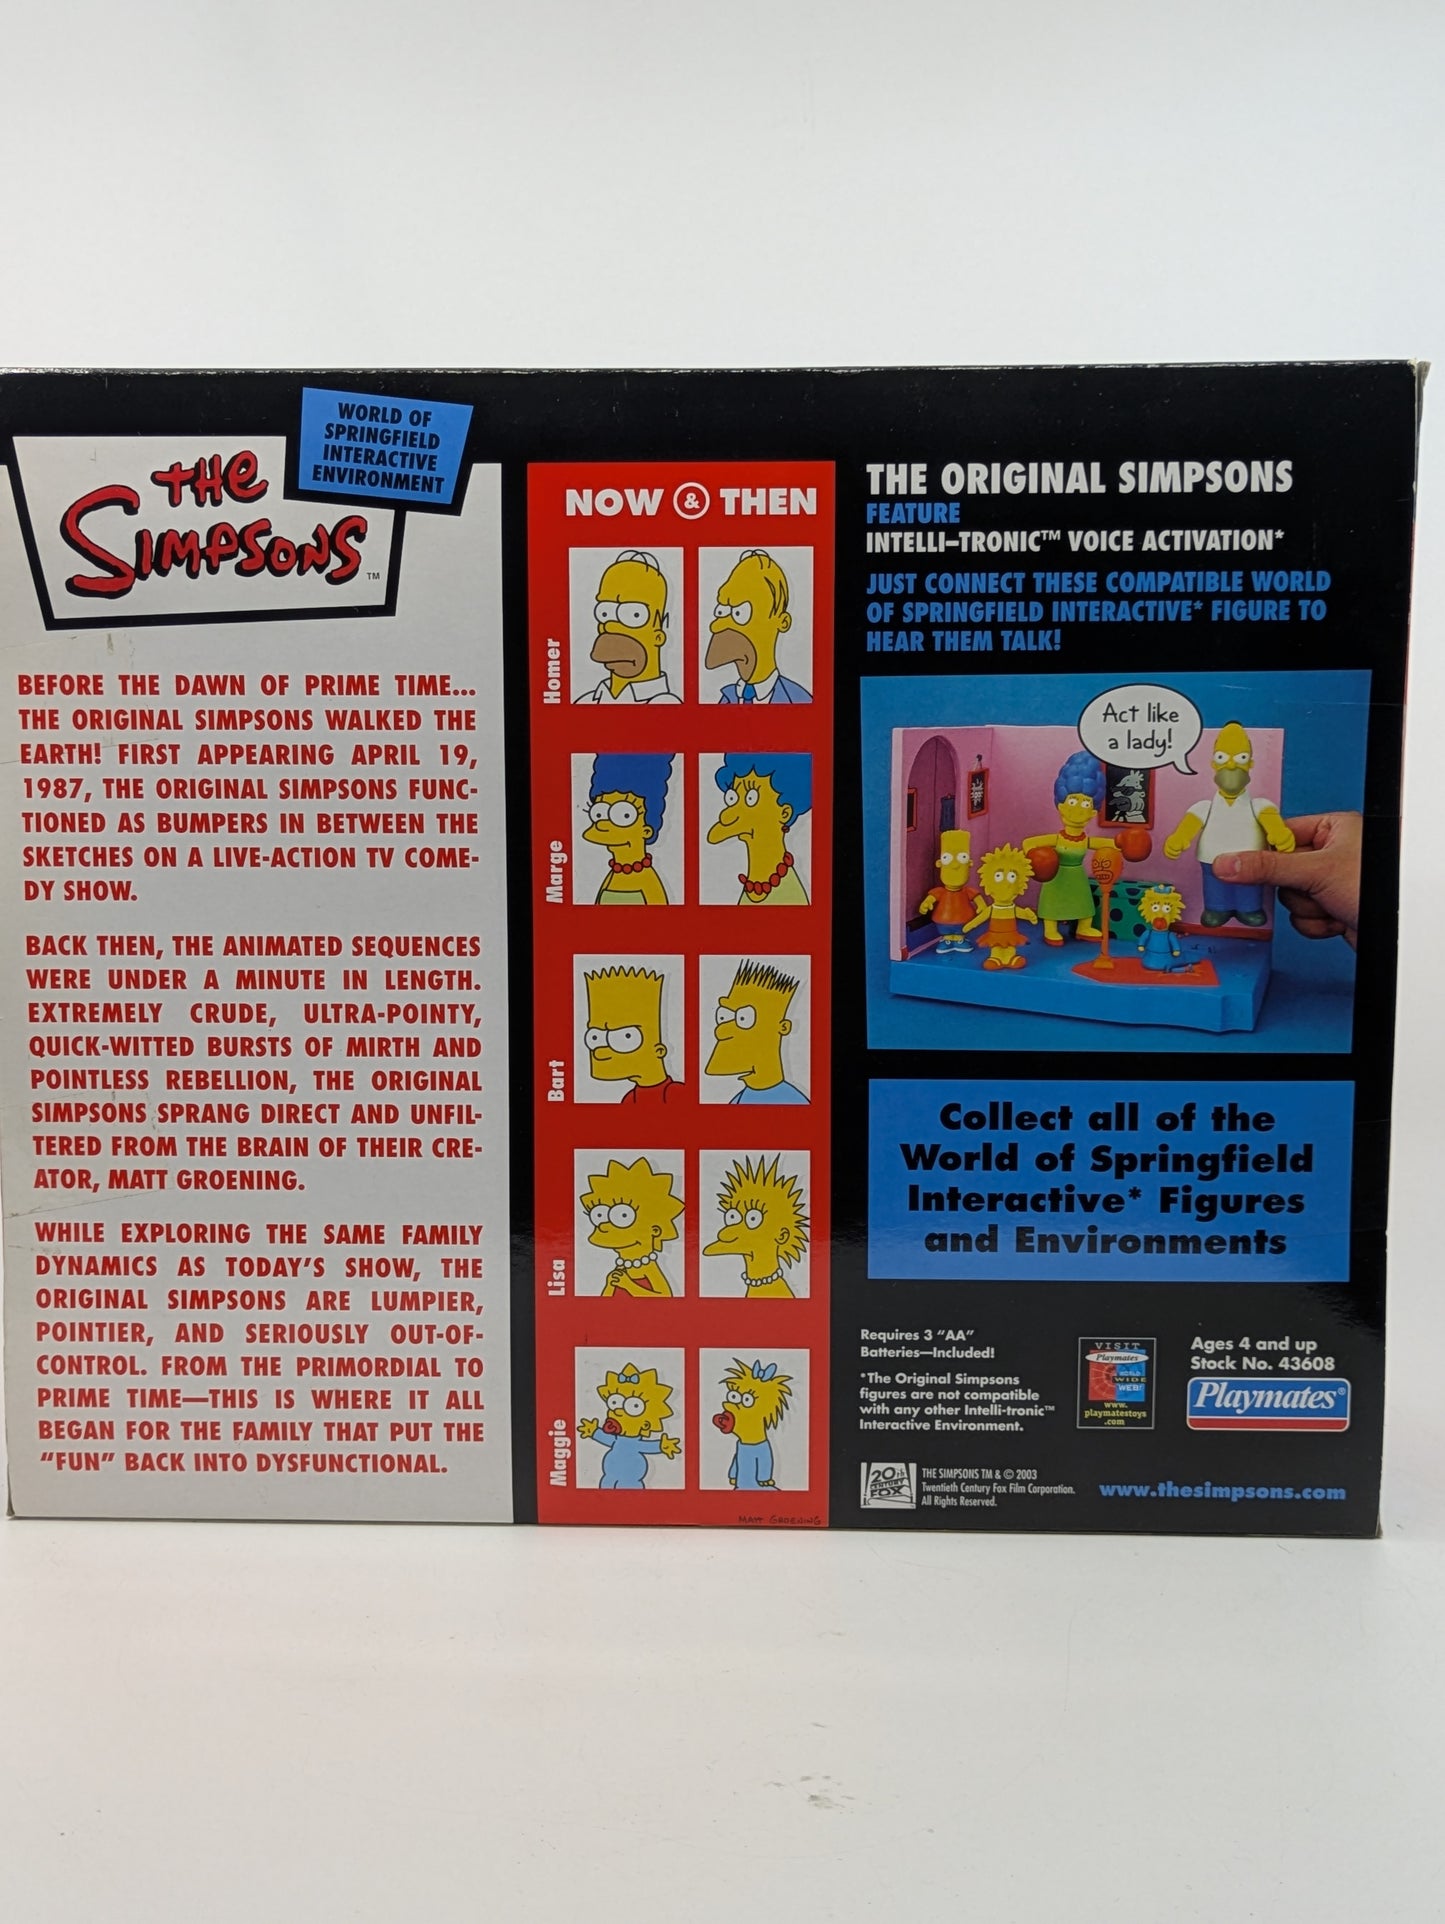 WORLD OF
SPRINGFIELD
INTERACTIVE
ENVIRONMENT
THE
SIMPSONS
TM
BEFORE THE DAWN OF PRIME TIME...
THE ORIGINAL SIMPSONS WALKED THE
EARTH! FIRST APPEARING APRIL 19,
1987, THE ORIGINAL SIMPSONS FUNC-
TIONED AS BUMPERS IN BETWEEN THE
SKETCHES ON A LIVE-ACTION TV COME-
DY SHOW.
BACK THEN, THE ANIMATED SEQUENCES
WERE UNDER A MINUTE IN LENGTH.
EXTREMELY CRUDE, ULTRA-POINTY,
QUICK-WITTED BURSTS OF MIRTH AND
POINTLESS REBELLION, THE ORIGINAL
SIMPSONS SPRANG DIRECT AND UNFIL-
TERED FROM THE BRAIN OF THEIR CRE-
ATOR, MATT GROENING.
WHILE EXPLORING THE SAME FAMILY
DYNAMICS AS TODAY'S SHOW, THE
ORIGINAL SIMPSONS ARE LUMPIER,
POINTIER, AND SERIOUSLY OUT-OF-
CONTROL. FROM THE PRIMORDIAL TO
PRIME TIME—THIS IS WHERE IT ALL
BEGAN FOR THE FAMILY THAT PUT THE
"FUN" BACK INTO DYSFUNCTIONAL.
NOW & THEN
Homer
Marge
Bart
Lisa
Maggie
MATT GROENING
THE ORIGINAL SIMPSONS
FEATURE
INTELLI-TRONIC™ VOICE ACTIVATION*
JUST CONNECT THESE COMPATIBLE WORLD
OF SPRINGFIELD INTERACTIVE* FIGURE TO
HEAR THEM TALK!
Act like
a lady!
Collect all of the
World of Springfield
Interactive* Figures
and Environments
Requires 3 "AA"
Batteries—Included!
*The Original Simpsons
figures are not compatible
with any other Intelli-tronic™
Interactive Environment.
VISIT
Playmates
WORLD
WIDE
WEB!
www.
playmatestoys
.com
Ages 4 and up
Stock No. 43608
Playmates®
20th
CENTURY
FOX
THE SIMPSONS TM & © 2003
Twentieth Century Fox Film Corporation.
All Rights Reserved.
www.thesimpsons.com